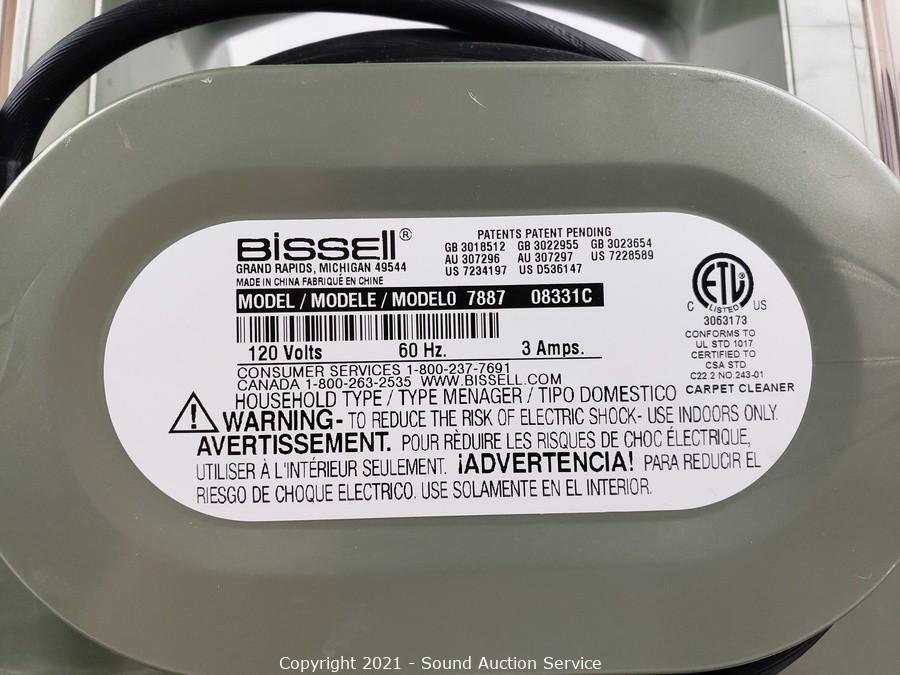 BISSELL®
GRAND RAPIDS, MICHIGAN 49544
MADE IN CHINA FABRIQUÉ EN CHINE
PATENTS PATENT PENDING
GB 3018512 GB 3022955 GB 3023654
AU 307296 AU 307297 US 7228589
US 7234197 US D536147
MODEL / MODELE / MODELO 7887 08331C
120 Volts 60 Hz. 3 Amps.
CONSUMER SERVICES 1-800-237-7691
CANADA 1-800-263-2535 WWW.BISSELL.COM
HOUSEHOLD TYPE / TYPE MENAGER / TIPO DOMESTICO
ETL
C LISTED US
3063173
CONFORMS TO
UL STD 1017
CERTIFIED TO
CSA STD
C22.2 NO.243-01
CARPET CLEANER
WARNING- TO REDUCE THE RISK OF ELECTRIC SHOCK- USE INDOORS ONLY.
AVERTISSEMENT. POUR RÈDUIRE LES RISQUES DE CHOC ÉLECTRIQUE,
UTILISER À L'INTÉRIEUR SEULEMENT. ¡ADVERTENCIA! PARA REDUCIR EL
RIESGO DE CHOQUE ELECTRICO. USE SOLAMENTE EN EL INTERIOR.
Copyright 2021 - Sound Auction Service